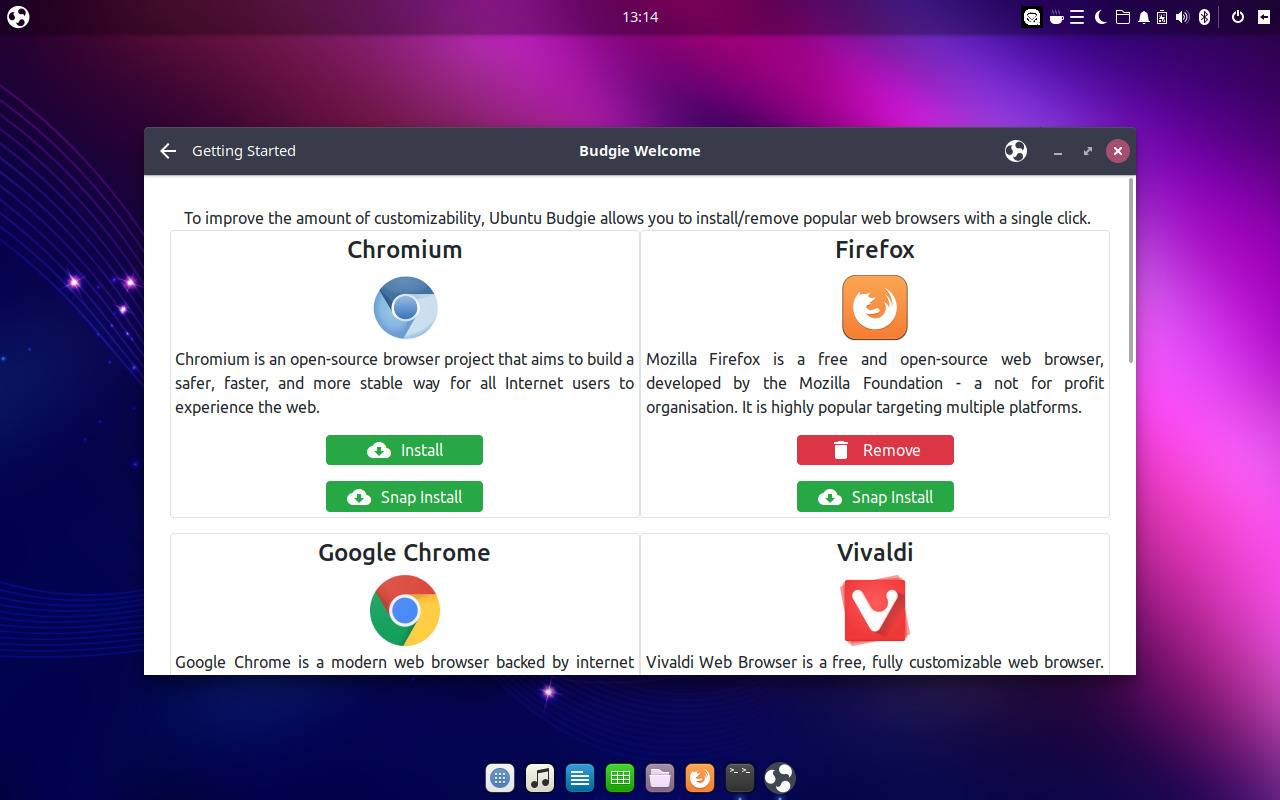 13:14
Getting Started
Budgie Welcome
To improve the amount of customizability, Ubuntu Budgie allows you to install/remove popular web browsers with a single click.
Chromium
Chromium is an open-source browser project that aims to build a
safer, faster, and more stable way for all Internet users to
experience the web.
Install
Snap Install
Firefox
Mozilla Firefox is a free and open-source web browser,
developed by the Mozilla Foundation - a not for profit
organisation. It is highly popular targeting multiple platforms.
Remove
Snap Install
Google Chrome
Google Chrome is a modern web browser backed by internet
Vivaldi
Vivaldi Web Browser is a free, fully customizable web browser.
>_ >_